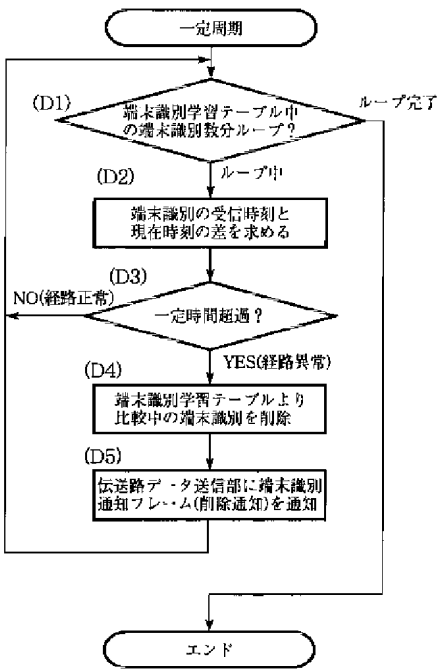 一定周期
(D1)
端末識別学習テーブル中
の端末識別数分ループ？
ループ完了
ループ中
(D2)
端末識別の受信時刻と
現在時刻の差を求める
(D3)
NO(経路正常)
一定時間超過？
YES(経路異常)
(D4)
端末識別学習テーブルより
比較中の端末識別を削除
(D5)
伝送路データ送信部に端末識別
通知フレーム(削除通知)を通知
エンド